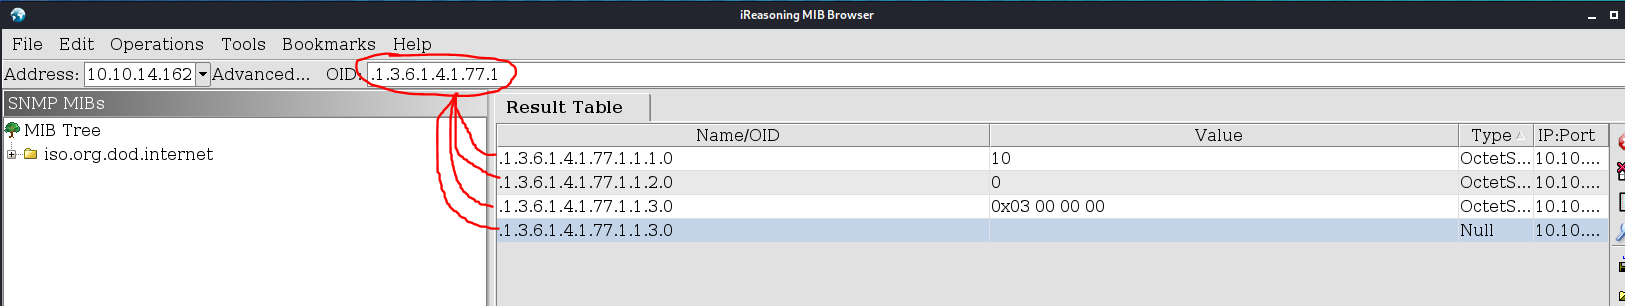 iReasoning MIB Browser
File Edit Operations Tools Bookmarks Help
Address: 10.10.14.162 Advanced... OID: .1.3.6.1.4.1.77.1
SNMP MIBs
MIB Tree
iso.org.dod.internet
Result Table
Name/OID Value Type IP:Port
.1.3.6.1.4.1.77.1.1.1.0 10 OctetS... 10.10....
.1.3.6.1.4.1.77.1.1.2.0 0 OctetS... 10.10....
.1.3.6.1.4.1.77.1.1.3.0 0x03 00 00 00 OctetS... 10.10....
.1.3.6.1.4.1.77.1.1.3.0 Null 10.10....